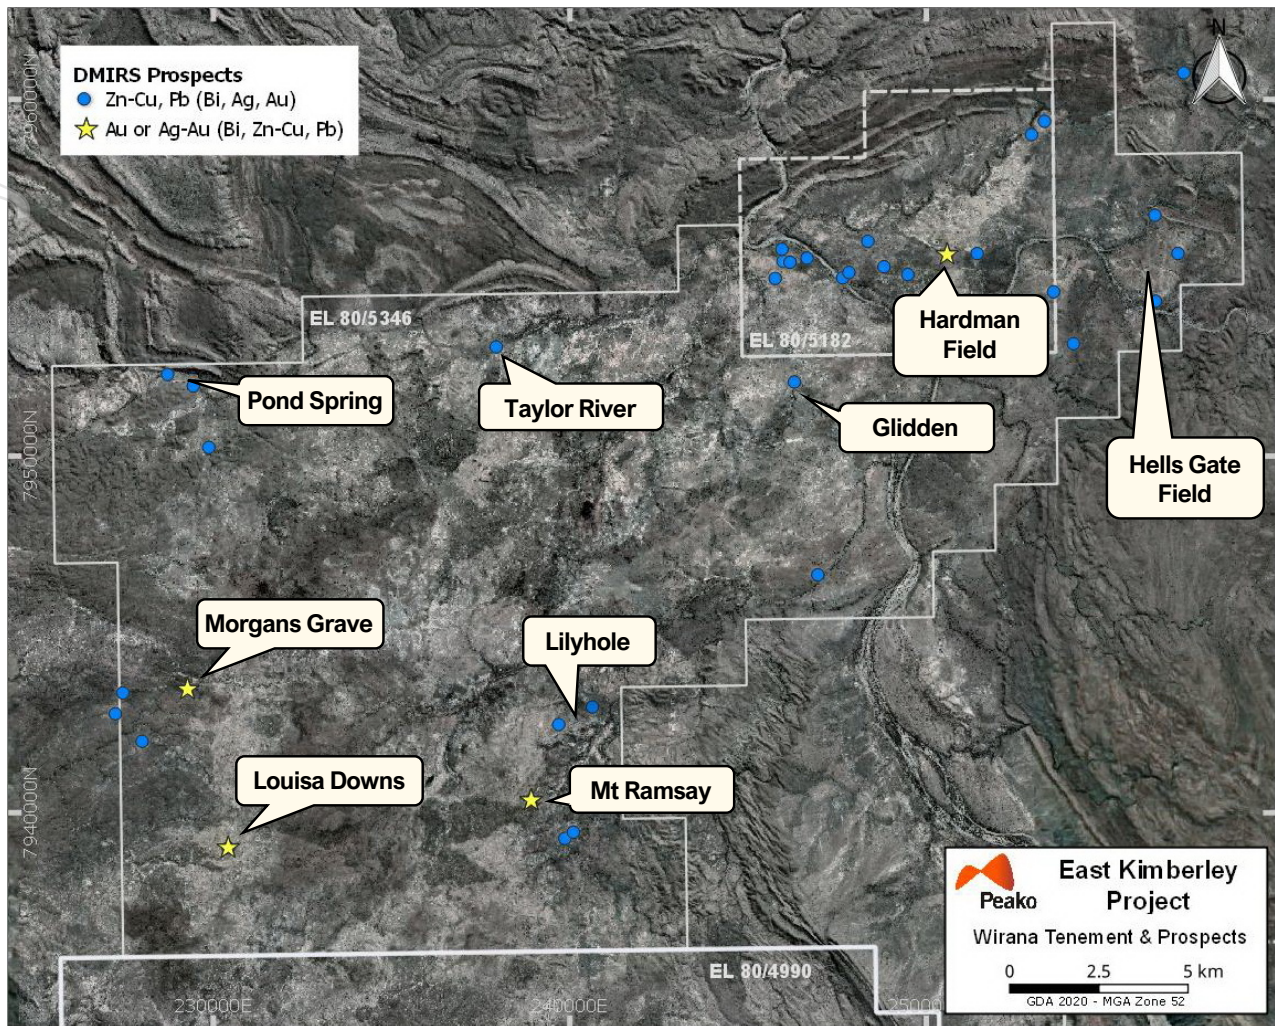 N
DMIRS Prospects
Zn-Cu, Pb (Bi, Ag, Au)
Au or Ag-Au (Bi, Zn-Cu, Pb)
7960000N
EL 80/5346
EL 80/5182
Hardman
Field
Pond Spring
Taylor River
Glidden
Hells Gate
Field
7950000N
Morgans Grave
Lilyhole
Louisa Downs
Mt Ramsay
7940000N
Peako
East Kimberley
Project
Wirana Tenement & Prospects
0 2.5 5 km
GDA 2020 - MGA Zone 52
EL 80/4990
230000E
240000E